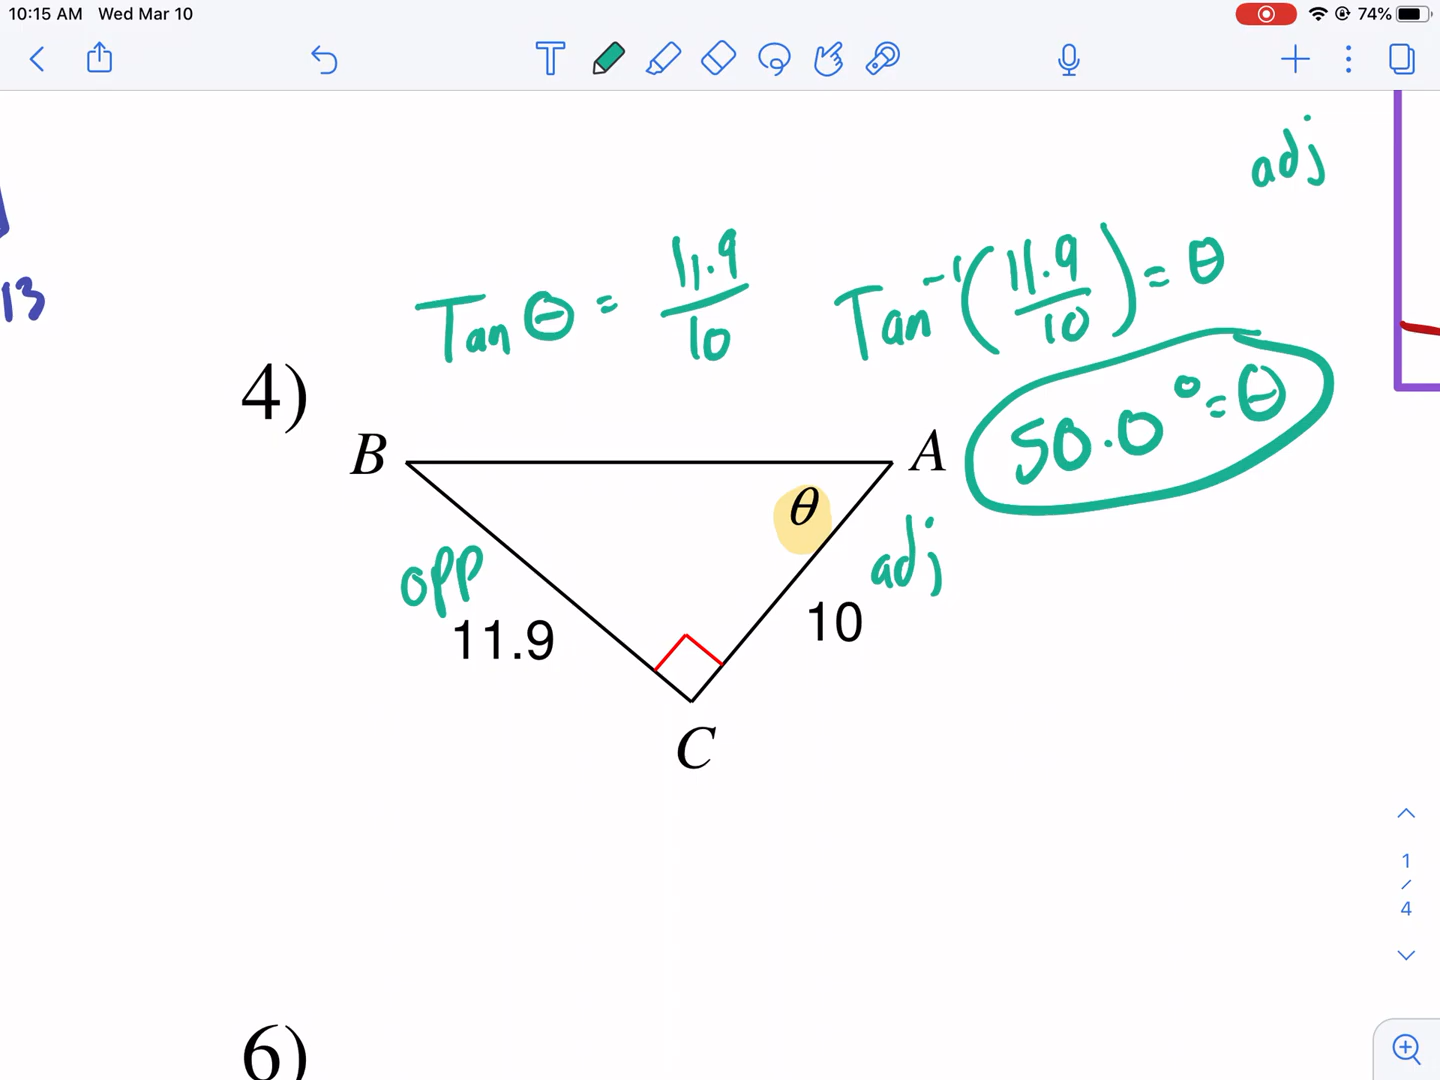 10:15 AM Wed Mar 10
74%
adj
13
Tan θ = 11.9/10
Tan⁻¹(11.9/10) = θ
50.0° = θ
4)
B
A
θ
opp
adj
11.9
10
C
1
/
4
6)